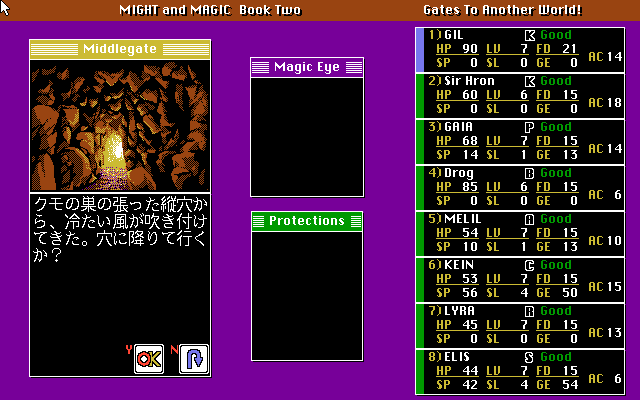 MIGHT and MAGIC Book Two
Gates To Another World!
Middlegate
クモの巣の張った縦穴か
ら、冷たい風が吹き付け
てきた。穴に降りて行く
か？
Y OK N
Magic Eye
Protections
1) GIL K Good
HP 90 LV 7 FD 21 AC 14
SP 0 SL 0 GE 0
2) Sir Hron K Good
HP 60 LV 6 FD 15 AC 18
SP 0 SL 0 GE 0
3) GAIA P Good
HP 68 LV 7 FD 15 AC 14
SP 14 SL 1 GE 13
4) Drog Good
HP 85 LV 6 FD 15 AC 6
SP 0 SL 0 GE 0
5) MELIL Good
HP 54 LV 7 FD 15 AC 10
SP 10 SL 1 GE 13
6) KEIN C Good
HP 53 LV 7 FD 15 AC 15
SP 56 SL 4 GE 50
7) LYRA Good
HP 45 LV 7 FD 15 AC 13
SP 0 SL 0 GE 0
8) ELIS S Good
HP 44 LV 7 FD 15 AC 6
SP 42 SL 4 GE 54